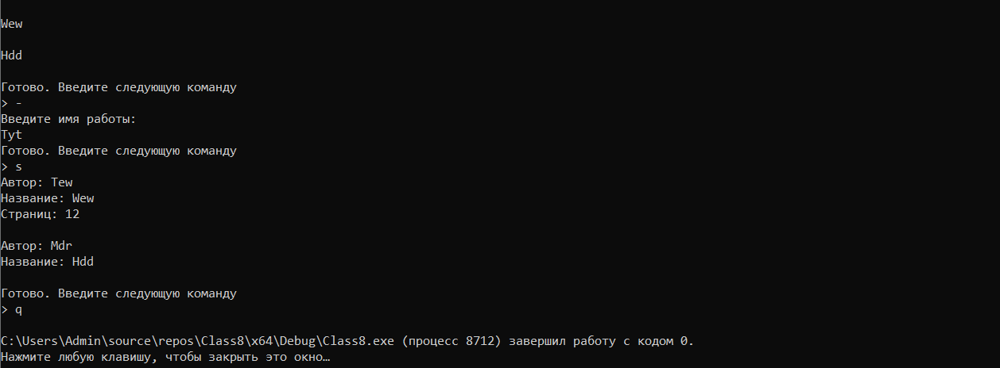 Wew
Hdd
Готово. Введите следующую команду
> -
Введите имя работы:
Tyt
Готово. Введите следующую команду
> s
Автор: Tew
Название: Wew
Страниц: 12
Автор: Mdr
Название: Hdd
Готово. Введите следующую команду
> q
C:\Users\Admin\source\repos\Class8\x64\Debug\Class8.exe (процесс 8712) завершил работу с кодом 0.
Нажмите любую клавишу, чтобы закрыть это окно…